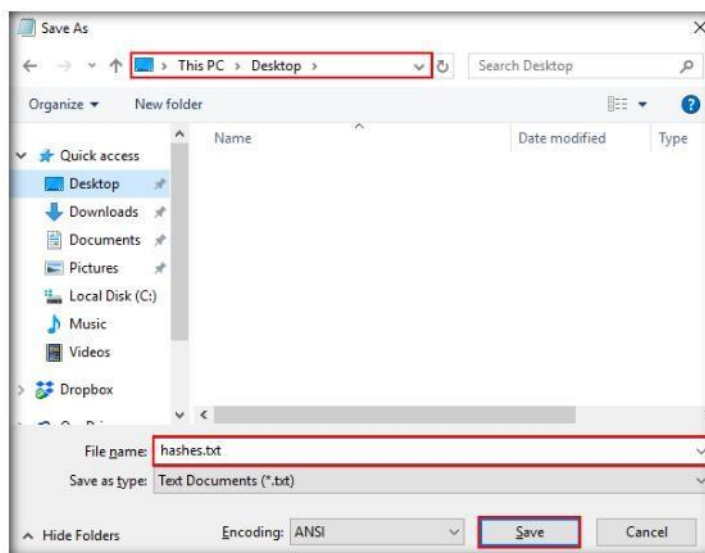 Save As
This PC > Desktop >
Search Desktop
Organize
New folder
Name
Date modified
Type
Quick access
Desktop
Downloads
Documents
Pictures
Local Disk (C:)
Music
Videos
Dropbox
File name: hashes.txt
Save as type: Text Documents (*.txt)
Hide Folders
Encoding: ANSI
Save
Cancel